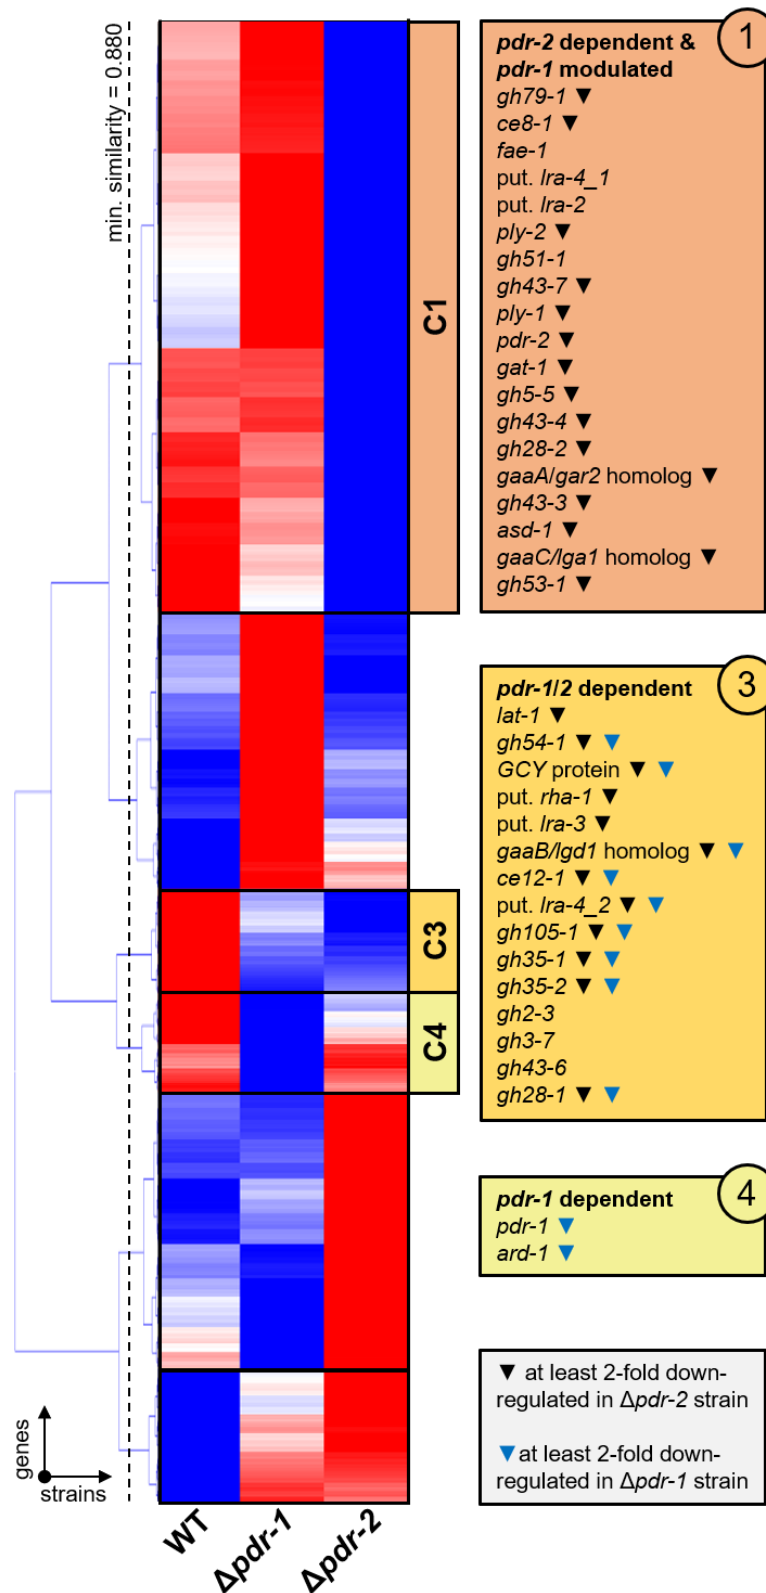 min. similarity = 0.880
C1
C3
C4
genes
strains
WT
Δpdr-1
Δpdr-2
1
pdr-2 dependent &
pdr-1 modulated
gh79-1 ▼
ce8-1 ▼
fae-1
put. lra-4_1
put. lra-2
ply-2 ▼
gh51-1
gh43-7 ▼
ply-1 ▼
pdr-2 ▼
gat-1 ▼
gh5-5 ▼
gh43-4 ▼
gh28-2 ▼
gaaA/gar2 homolog ▼
gh43-3 ▼
asd-1 ▼
gaaC/lga1 homolog ▼
gh53-1 ▼
3
pdr-1/2 dependent
lat-1 ▼
gh54-1 ▼ ▼
GCY protein ▼ ▼
put. rha-1 ▼
put. lra-3 ▼
gaaB/lgd1 homolog ▼ ▼
ce12-1 ▼ ▼
put. lra-4_2 ▼ ▼
gh105-1 ▼ ▼
gh35-1 ▼ ▼
gh35-2 ▼ ▼
gh2-3
gh3-7
gh43-6
gh28-1 ▼ ▼
4
pdr-1 dependent
pdr-1 ▼
ard-1 ▼
▼ at least 2-fold down-
regulated in Δpdr-2 strain
▼ at least 2-fold down-
regulated in Δpdr-1 strain